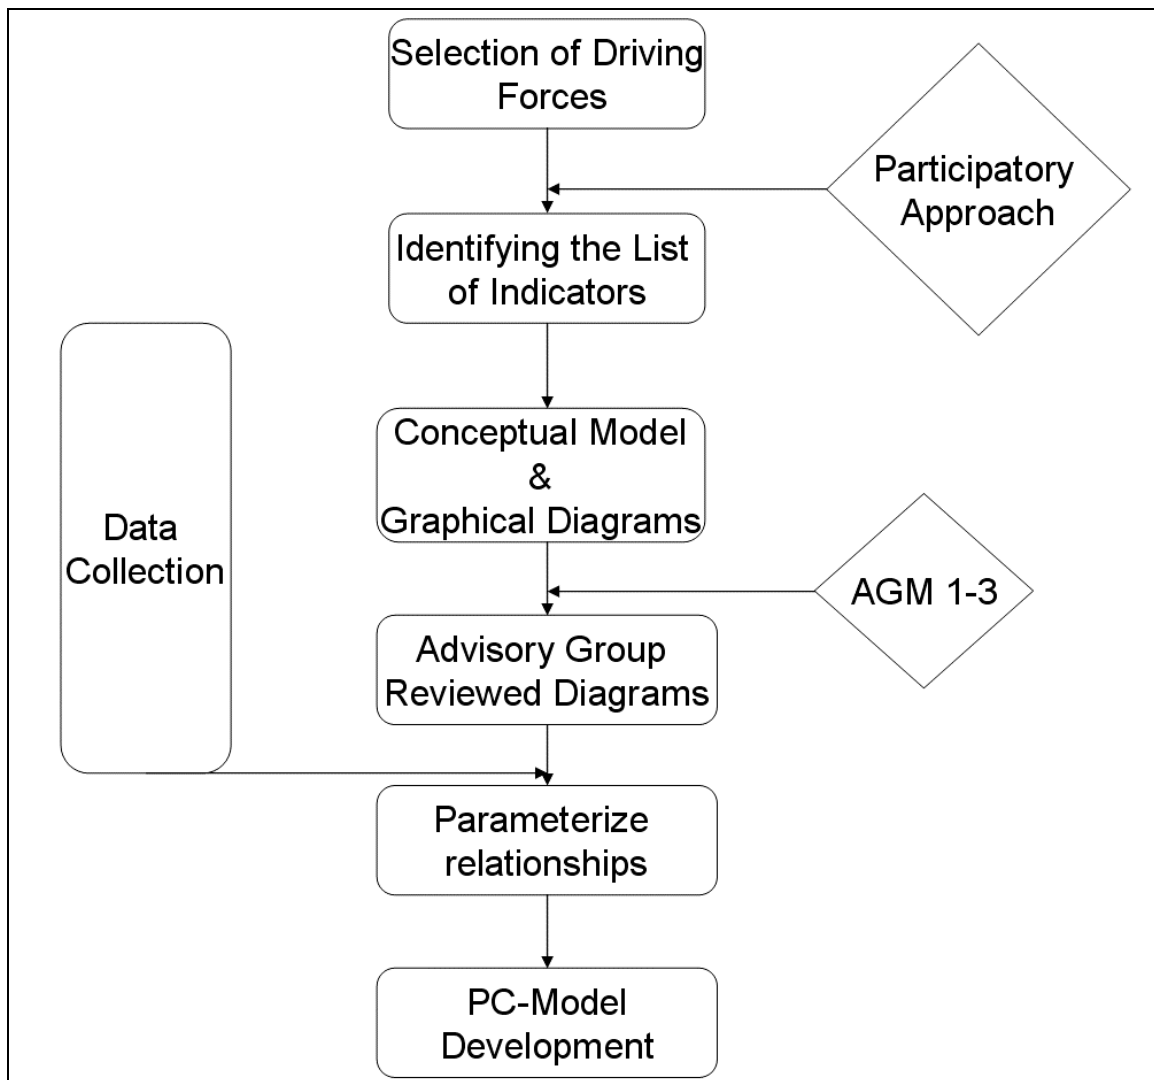 Selection of Driving
Forces
Participatory
Approach
Identifying the List
of Indicators
Conceptual Model
&
Graphical Diagrams
Data
Collection
AGM 1-3
Advisory Group
Reviewed Diagrams
Parameterize
relationships
PC-Model
Development